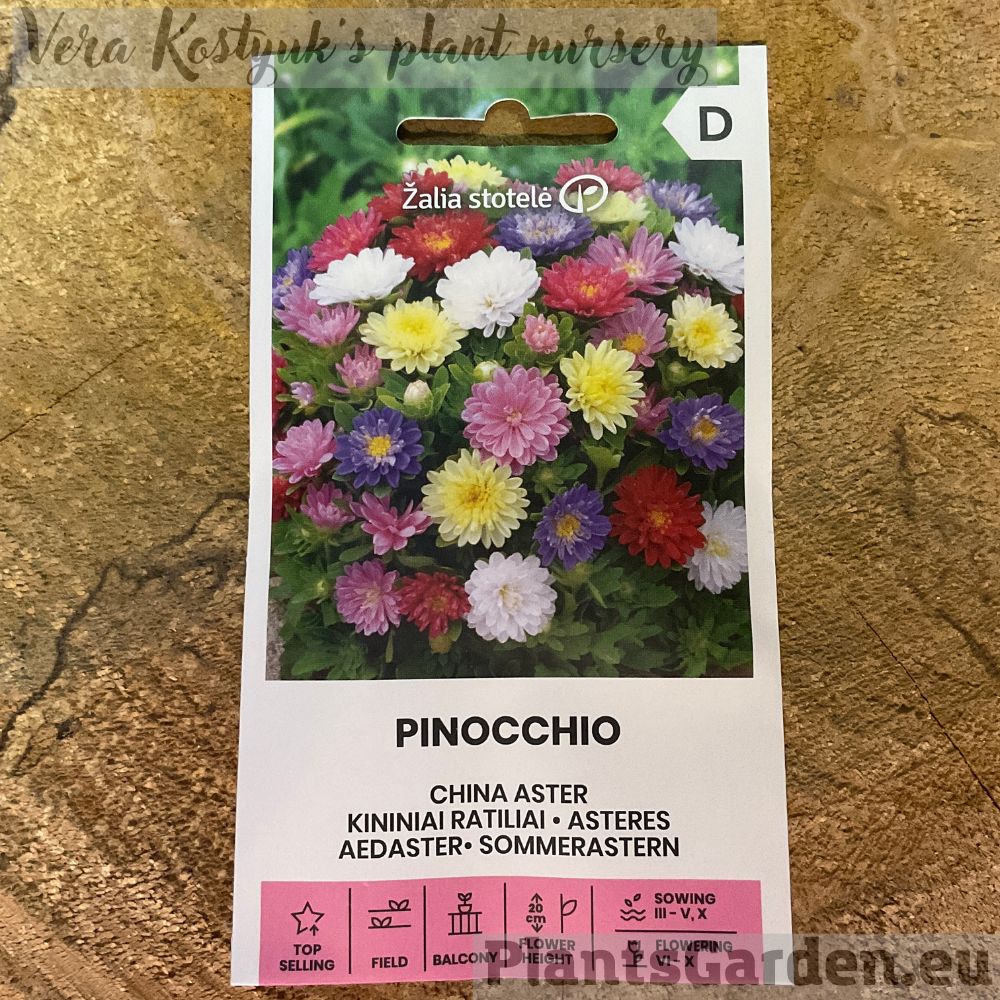 Vera Kostyuk's plant nursery
D
Žalia stotelė
PINOCCHIO
CHINA ASTER
KININIAI RATILIAI • ASTERES
AEDASTER • SOMMERASTERN
TOP
SELLING
FIELD
BALCONY
20
cm
FLOWER
HEIGHT
SOWING
III - V, X
FLOWERING
VI - X
PlantsGarden.eu